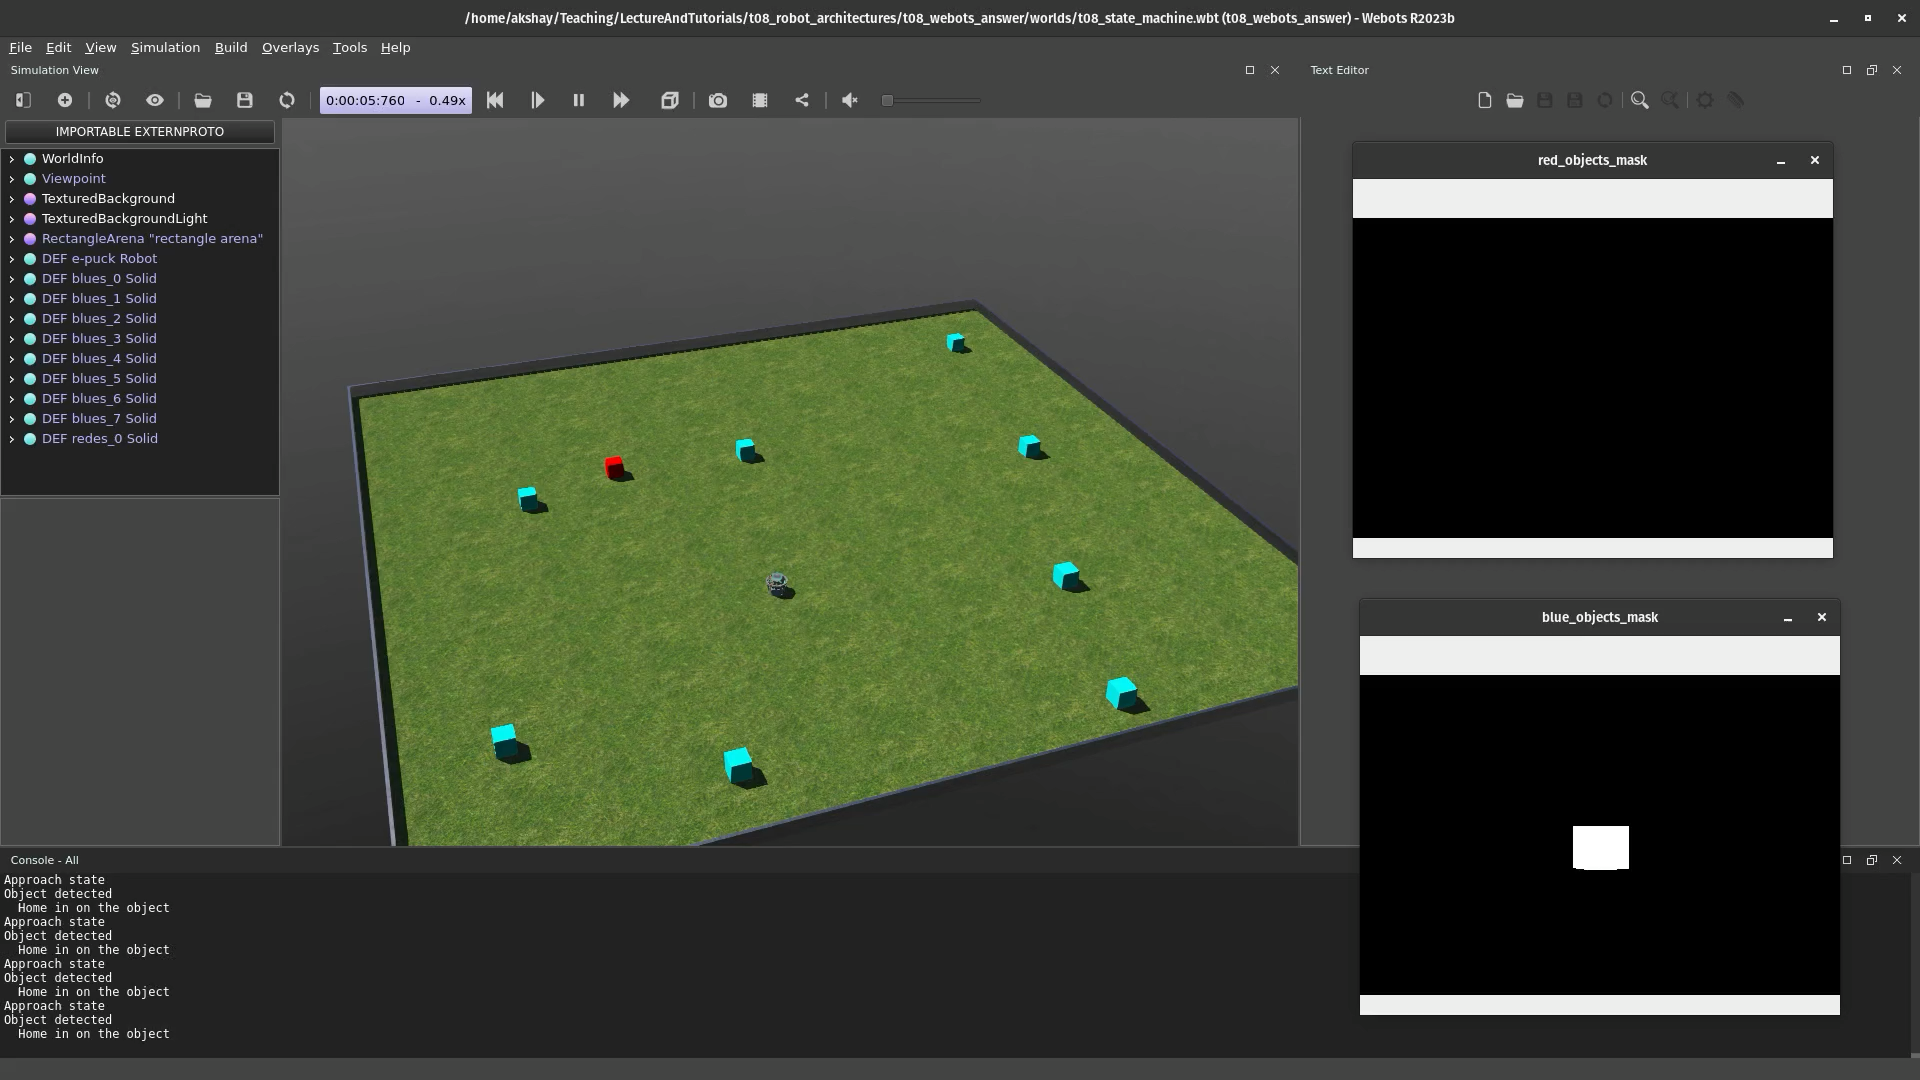 /home/akshay/Teaching/LectureAndTutorials/t08_robot_architectures/t08_webots_answer/worlds/t08_state_machine.wbt (t08_webots_answer) - Webots R2023b
File Edit View Simulation Build Overlays Tools Help
Simulation View
Text Editor
0:00:05:760 - 0.49x
IMPORTABLE EXTERNPROTO
WorldInfo
Viewpoint
TexturedBackground
TexturedBackgroundLight
RectangleArena "rectangle arena"
DEF e-puck Robot
DEF blues_0 Solid
DEF blues_1 Solid
DEF blues_2 Solid
DEF blues_3 Solid
DEF blues_4 Solid
DEF blues_5 Solid
DEF blues_6 Solid
DEF blues_7 Solid
DEF redes_0 Solid
red_objects_mask
blue_objects_mask
Console - All
Approach state
Object detected
Home in on the object
Approach state
Object detected
Home in on the object
Approach state
Object detected
Home in on the object
Approach state
Object detected
Home in on the object